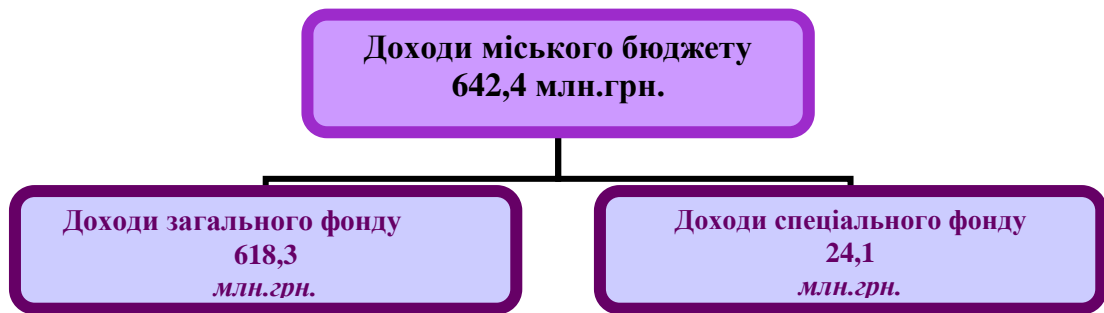 Доходи міського бюджету
642,4 млн.грн.
Доходи загального фонду
618,3
млн.грн.
Доходи спеціального фонду
24,1
млн.грн.